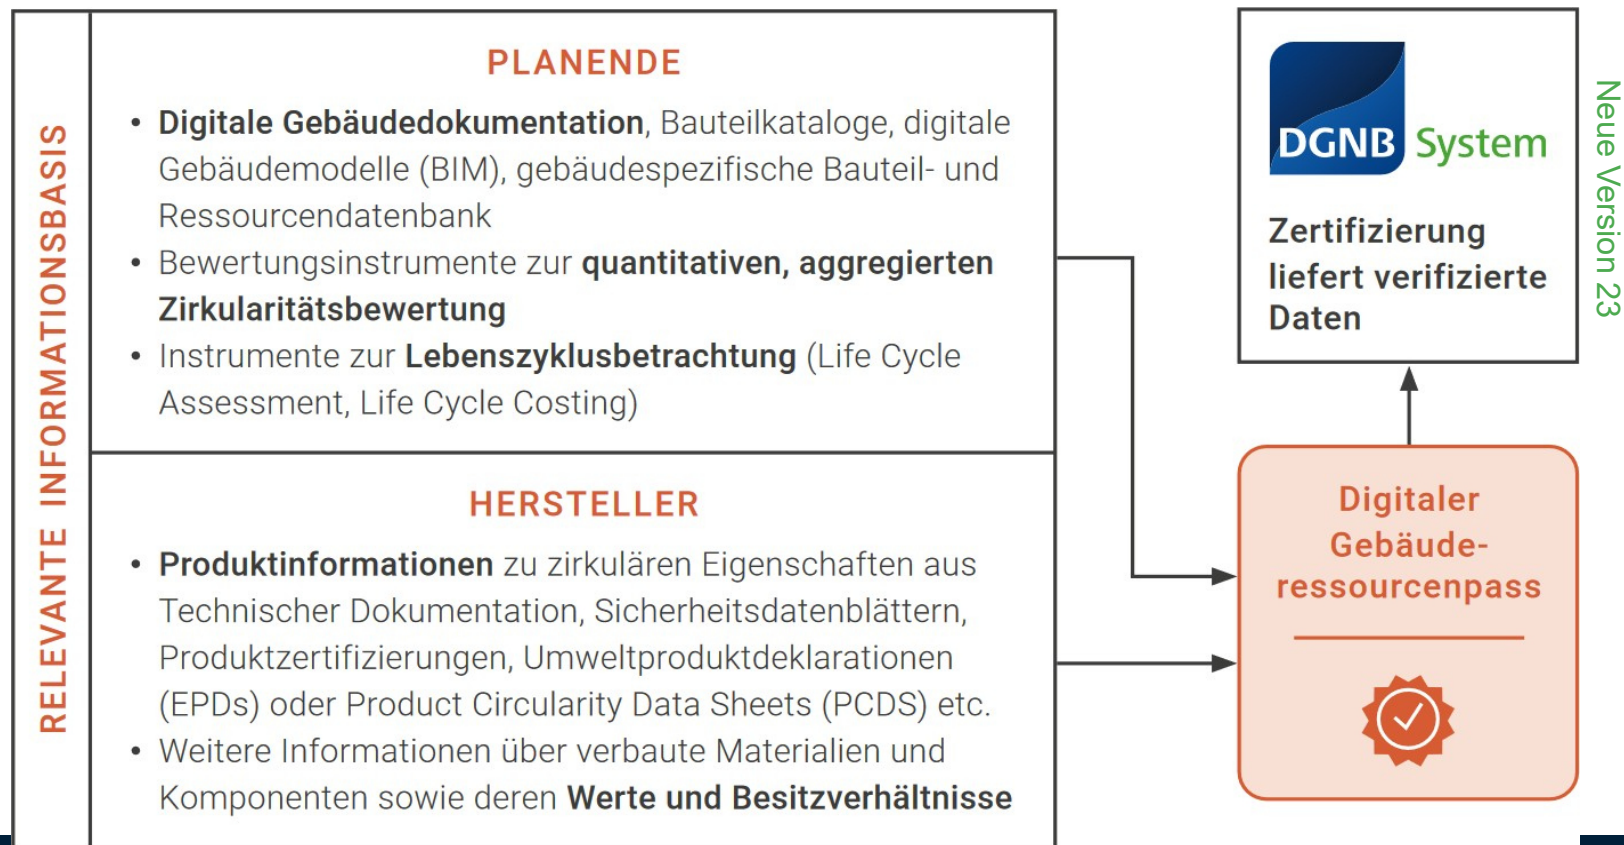 RELEVANTE INFORMATIONSBASIS
PLANENDE
• Digitale Gebäudedokumentation, Bauteilkataloge, digitale
Gebäudemodelle (BIM), gebäudespezifische Bauteil- und
Ressourcendatenbank
• Bewertungsinstrumente zur quantitativen, aggregierten
Zirkularitätsbewertung
• Instrumente zur Lebenszyklusbetrachtung (Life Cycle
Assessment, Life Cycle Costing)
HERSTELLER
• Produktinformationen zu zirkulären Eigenschaften aus
Technischer Dokumentation, Sicherheitsdatenblättern,
Produktzertifizierungen, Umweltproduktdeklarationen
(EPDs) oder Product Circularity Data Sheets (PCDS) etc.
• Weitere Informationen über verbaute Materialien und
Komponenten sowie deren Werte und Besitzverhältnisse
DGNB System
Zertifizierung
liefert verifizierte
Daten
Neue Version 23
Digitaler
Gebäude-
ressourcenpass